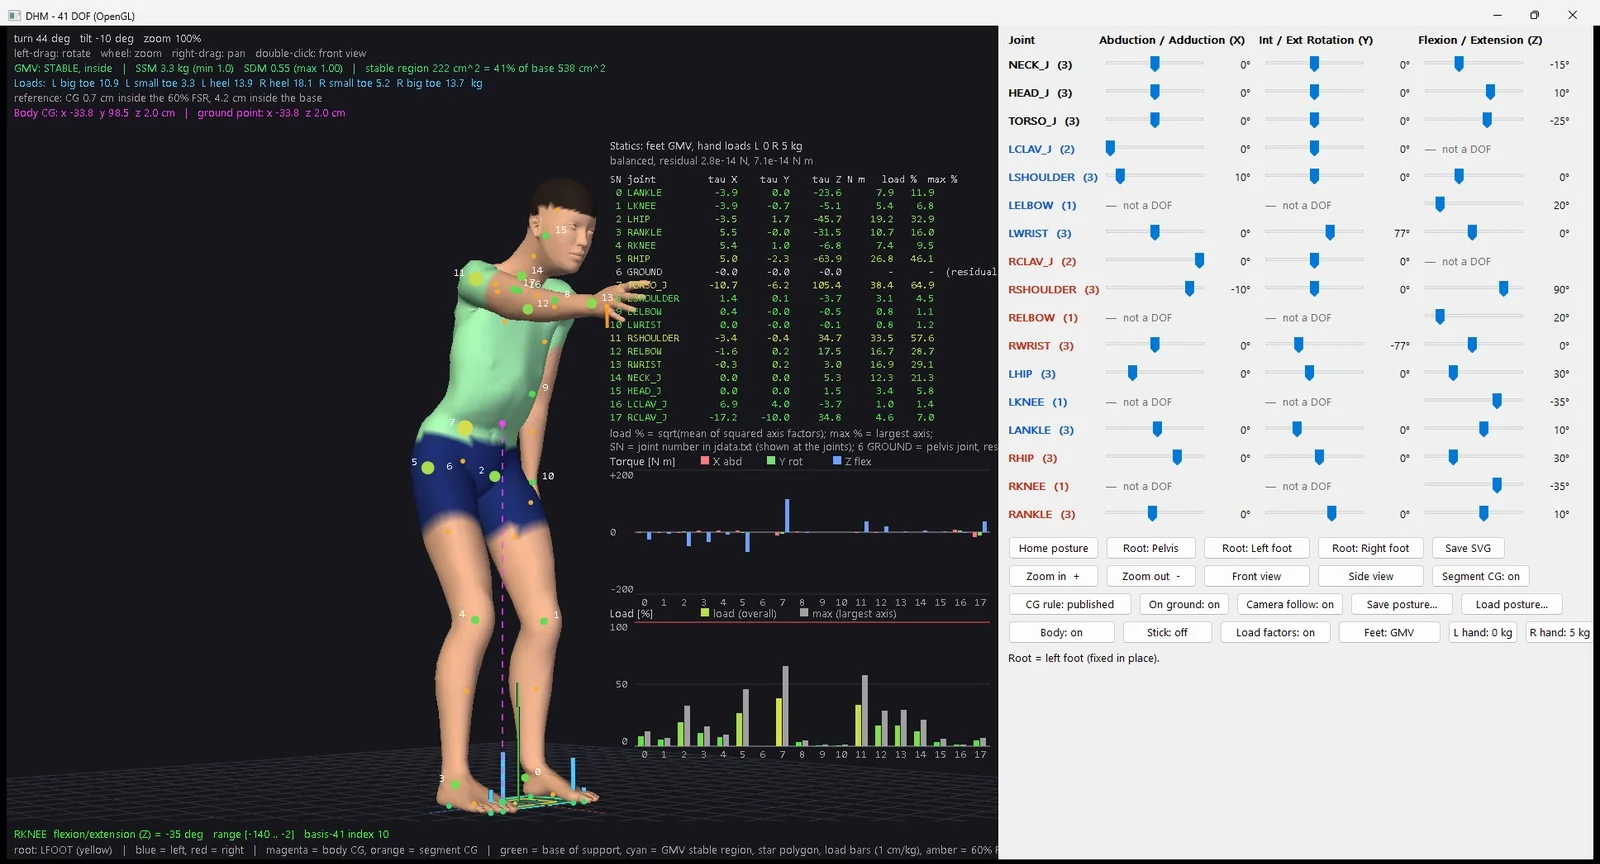 DHM - 41 DOF (OpenGL)
turn 44 deg tilt -10 deg zoom 100%
left-drag: rotate wheel: zoom right-drag: pan double-click: front view
GMV: STABLE, inside | SSM 3.3 kg (min 1.0) SDM 0.55 (max 1.00) | stable region 222 cm^2 = 41% of base 538 cm^2
Loads: L big toe 10.9 L small toe 3.3 L heel 13.9 R heel 18.1 R small toe 5.2 R big toe 13.7 kg
reference: CG 0.7 cm inside the 60% FSR, 4.2 cm inside the base
Body CG: x -33.8 y 98.5 z 2.0 cm | ground point: x -33.8 z 2.0 cm
Statics: feet GMV, hand loads L 0 R 5 kg
balanced, residual 2.8e-14 N, 7.1e-14 N m
SN joint tau X tau Y tau Z N m load % max %
0 LANKLE -3.9 0.0 -23.6 7.9 11.9
1 LKNEE -3.9 -0.7 -5.1 5.4 6.8
2 LHIP -3.5 1.7 -45.7 19.2 32.9
3 RANKLE 5.5 -0.0 -31.5 10.7 16.0
4 RKNEE 5.4 1.0 -6.8 7.4 9.5
5 RHIP 5.0 -2.3 -63.9 26.8 46.1
6 GROUND -0.0 -0.0 -0.0 - - (residual
7 TORSO_J -10.7 -6.2 105.4 38.4 64.9
8 LSHOULDER 1.4 0.1 -3.7 3.1 4.5
9 LELBOW 0.4 -0.0 -0.5 0.8 1.1
10 LWRIST 0.0 -0.0 -0.1 0.8 1.2
11 RSHOULDER -3.4 -0.4 34.7 33.5 57.6
12 RELBOW -1.6 0.2 17.5 16.7 28.7
13 RWRIST -0.3 0.2 3.0 16.9 29.1
14 NECK_J 0.0 0.0 5.3 12.3 21.3
15 HEAD_J 0.0 0.0 1.5 3.4 5.8
16 LCLAV_J 6.9 4.0 -3.7 1.0 1.4
17 RCLAV_J -17.2 -10.0 34.8 4.6 7.0
load % = sqrt(mean of squared axis factors); max % = largest axis;
SN = joint number in jdata.txt (shown at the joints); 6 GROUND = pelvis joint, res
Torque [N m] X abd Y rot Z flex
+200
0
-200
0 1 2 3 4 5 6 7 8 9 10 11 12 13 14 15 16 17
Load [%] load (overall) max (largest axis)
100
50
0
0 1 2 3 4 5 6 7 8 9 10 11 12 13 14 15 16 17
15
14
11
16
8
13
12
9
7
5
6
2
10
4
1
3
0
RKNEE flexion/extension (Z) = -35 deg range [-140 .. -2] basis-41 index 10
root: LFOOT (yellow) | blue = left, red = right | magenta = body CG, orange = segment CG | green = base of support, cyan = GMV stable region, star polygon, load bars (1 cm/kg), amber = 60% F
Joint Abduction / Adduction (X) Int / Ext Rotation (Y) Flexion / Extension (Z)
NECK_J (3) 0° 0° -15°
HEAD_J (3) 0° 0° 10°
TORSO_J (3) 0° 0° -25°
LCLAV_J (2) 0° 0° — not a DOF
LSHOULDER (3) 10° 0° 0°
LELBOW (1) — not a DOF — not a DOF 20°
LWRIST (3) 0° 77° 0°
RCLAV_J (2) 0° 0° — not a DOF
RSHOULDER (3) -10° 0° 90°
RELBOW (1) — not a DOF — not a DOF 20°
RWRIST (3) 0° -77° 0°
LHIP (3) 0° 0° 30°
LKNEE (1) — not a DOF — not a DOF -35°
LANKLE (3) 0° 0° 10°
RHIP (3) 0° 0° 30°
RKNEE (1) — not a DOF — not a DOF -35°
RANKLE (3) 0° 0° 10°
Home posture Root: Pelvis Root: Left foot Root: Right foot Save SVG
Zoom in + Zoom out - Front view Side view Segment CG: on
CG rule: published On ground: on Camera follow: on Save posture... Load posture...
Body: on Stick: off Load factors: on Feet: GMV L hand: 0 kg R hand: 5 kg
Root = left foot (fixed in place).